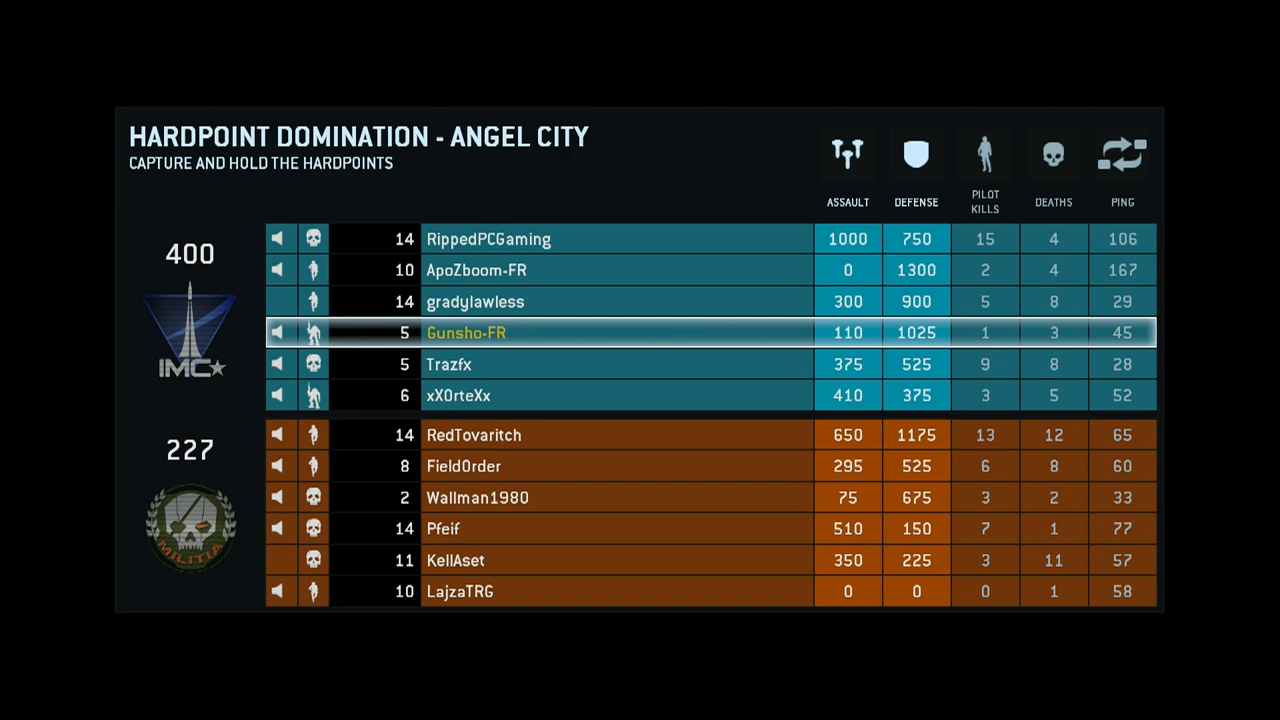 HARDPOINT DOMINATION - ANGEL CITY
CAPTURE AND HOLD THE HARDPOINTS
ASSAULT DEFENSE PILOT KILLS DEATHS PING
400
IMC
14 RippedPCGaming 1000 750 15 4 106
10 ApoZboom-FR 0 1300 2 4 167
14 gradylawless 300 900 5 8 29
5 Gunsho-FR 110 1025 1 3 45
5 Trazfx 375 525 9 8 28
6 xXOrteXx 410 375 3 5 52
227
MILITIA
14 RedTovaritch 650 1175 13 12 65
8 FieldOrder 295 525 6 8 60
2 Wallman1980 75 675 3 2 33
14 Pfeif 510 150 7 1 77
11 KellAset 350 225 3 11 57
10 LajzaTRG 0 0 0 1 58